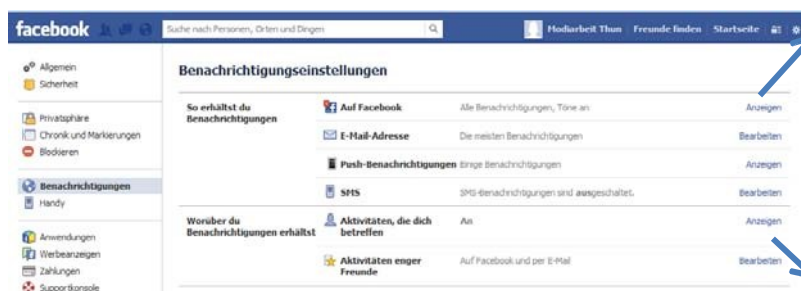 facebook Suche nach Personen, Orten und Dingen Modiarbeit Thun Freunde finden Startseite
Allgemein
Sicherheit
Privatsphäre
Chronik und Markierungen
Blockieren
Benachrichtigungen
Handy
Anwendungen
Werbeanzeigen
Zahlungen
Supportkonsole
Benachrichtigungseinstellungen
So erhältst du
Benachrichtigungen
Auf Facebook Alle Benachrichtigungen, Töne an Anzeigen
E-Mail-Adresse Die meisten Benachrichtigungen Bearbeiten
Push-Benachrichtigungen Einige Benachrichtigungen Anzeigen
SMS SMS-Benachrichtigungen sind ausgeschaltet. Bearbeiten
Worüber du
Benachrichtigungen erhältst
Aktivitäten, die dich
betreffen An Anzeigen
Aktivitäten enger
Freunde Auf Facebook und per E-Mail Bearbeiten